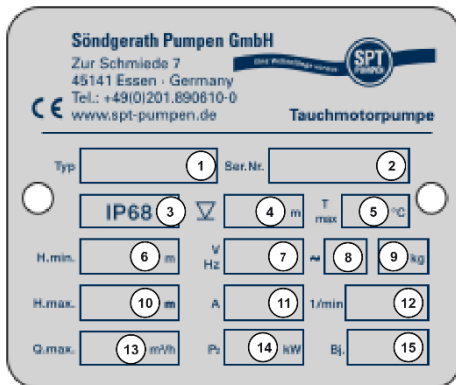 Söndgerath Pumpen GmbH
Zur Schmiede 7
45141 Essen · Germany
Tel.: +49(0)201.890610-0
www.spt-pumpen.de
SPT
PUMPEN
CE
Tauchmotorpumpe
Typ 1 Ser.Nr. 2
IP68 3 4 m T max 5 °C
H.min. 6 m V Hz 7 ~ 8 9 kg
H.max. 10 m A 11 1/min 12
Q.max. 13 m³/h P₂ 14 kW Bj. 15